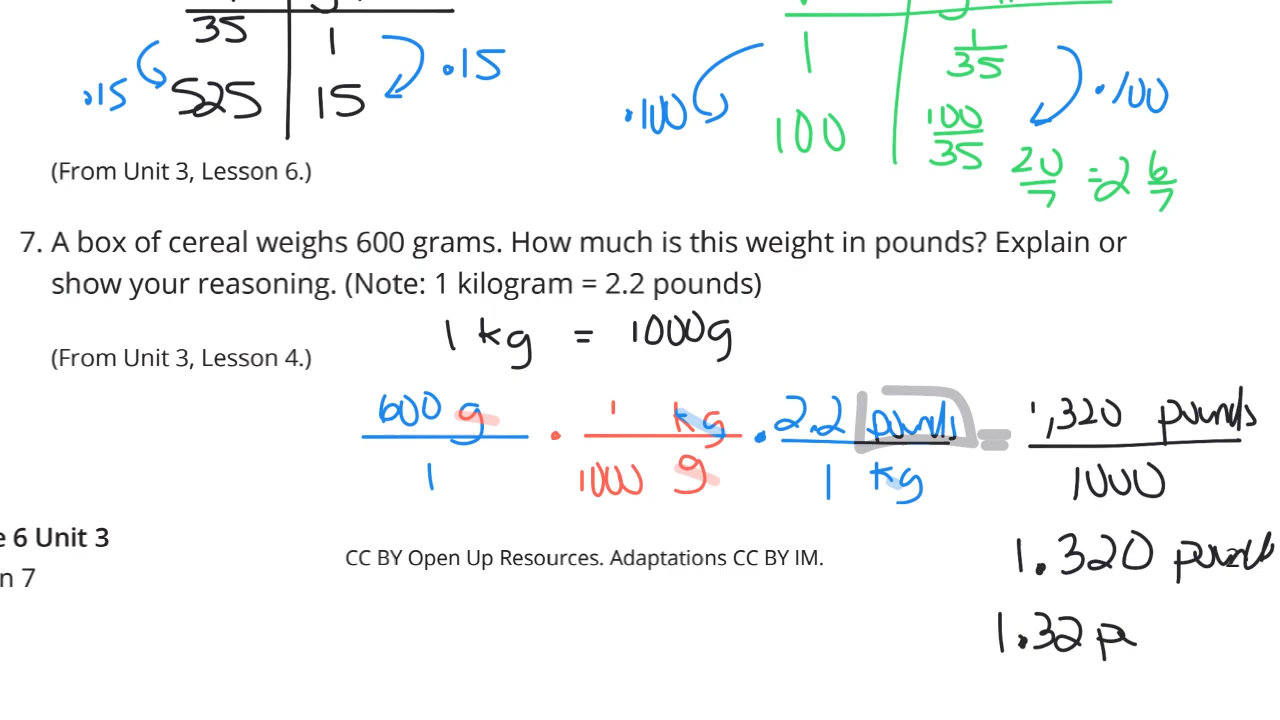 35 | 1
.15 .15
525 | 15
1 | 1/35
.100 .100
100 | 100/35
20/7 = 2 6/7
(From Unit 3, Lesson 6.)
7. A box of cereal weighs 600 grams. How much is this weight in pounds? Explain or
show your reasoning. (Note: 1 kilogram = 2.2 pounds)
1 kg = 1000g
(From Unit 3, Lesson 4.)
600 g / 1 · 1 kg / 1000 g · 2.2 pounds / 1 kg = 1,320 pounds / 1000
e 6 Unit 3
n 7
CC BY Open Up Resources. Adaptations CC BY IM.
1.320 pounds
1.32 p